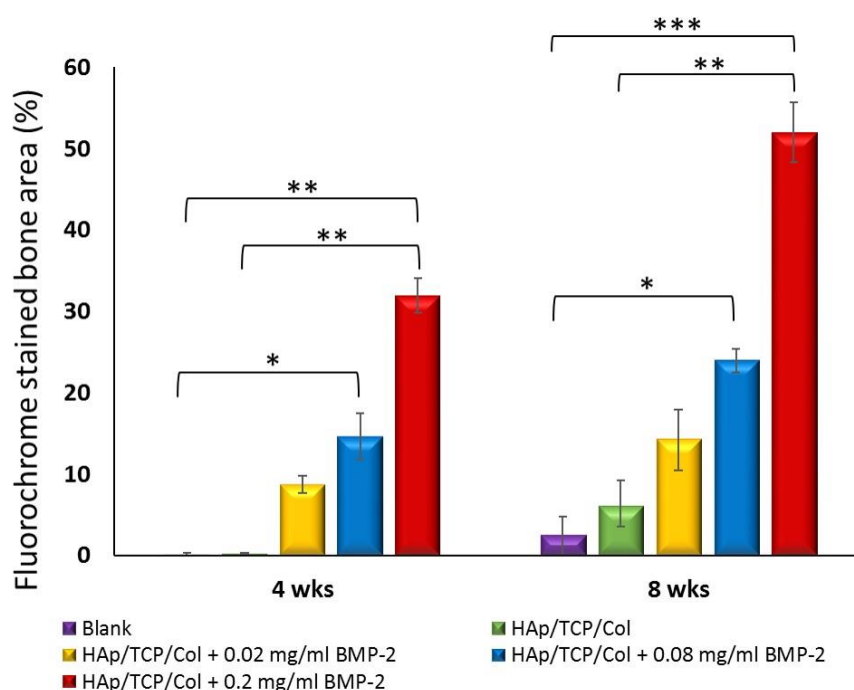 Fluorochrome stained bone area (%)
60
50
40
30
20
10
0
***
**
**
**
*
*
4 wks
8 wks
Blank
HAp/TCP/Col
HAp/TCP/Col + 0.02 mg/ml BMP-2
HAp/TCP/Col + 0.08 mg/ml BMP-2
HAp/TCP/Col + 0.2 mg/ml BMP-2